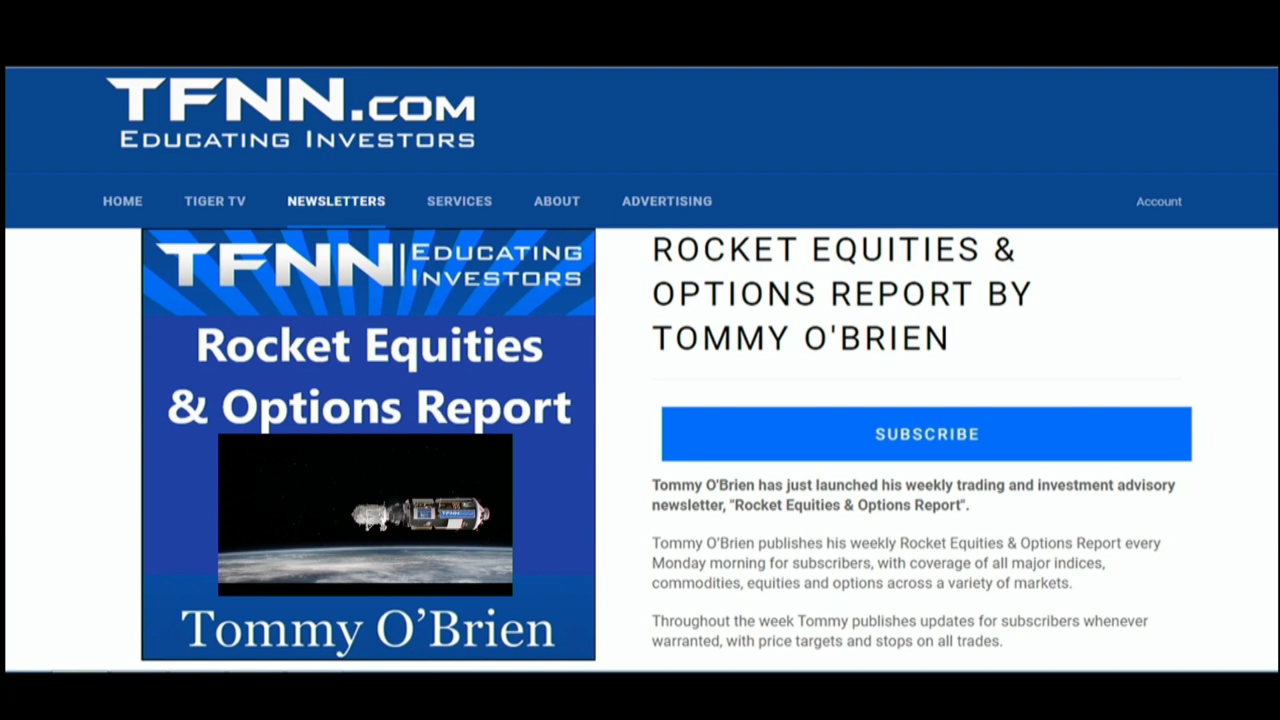 TFNN.COM
EDUCATING INVESTORS
HOME TIGER TV NEWSLETTERS SERVICES ABOUT ADVERTISING Account
TFNN | EDUCATING
INVESTORS
Rocket Equities
& Options Report
TFNN
Tommy O’Brien
ROCKET EQUITIES &
OPTIONS REPORT BY
TOMMY O'BRIEN
SUBSCRIBE
Tommy O'Brien has just launched his weekly trading and investment advisory
newsletter, "Rocket Equities & Options Report".
Tommy O'Brien publishes his weekly Rocket Equities & Options Report every
Monday morning for subscribers, with coverage of all major indices,
commodities, equities and options across a variety of markets.
Throughout the week Tommy publishes updates for subscribers whenever
warranted, with price targets and stops on all trades.